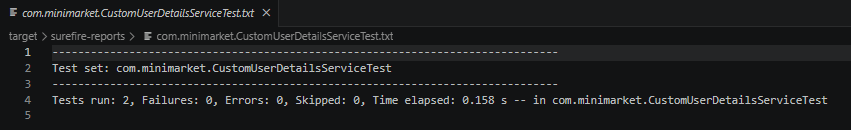 com.minimarket.CustomUserDetailsServiceTest.txt ×
target > surefire-reports > com.minimarket.CustomUserDetailsServiceTest.txt
1 -------------------------------------------------------------------------------
2 Test set: com.minimarket.CustomUserDetailsServiceTest
3 -------------------------------------------------------------------------------
4 Tests run: 2, Failures: 0, Errors: 0, Skipped: 0, Time elapsed: 0.158 s -- in com.minimarket.CustomUserDetailsServiceTest
5